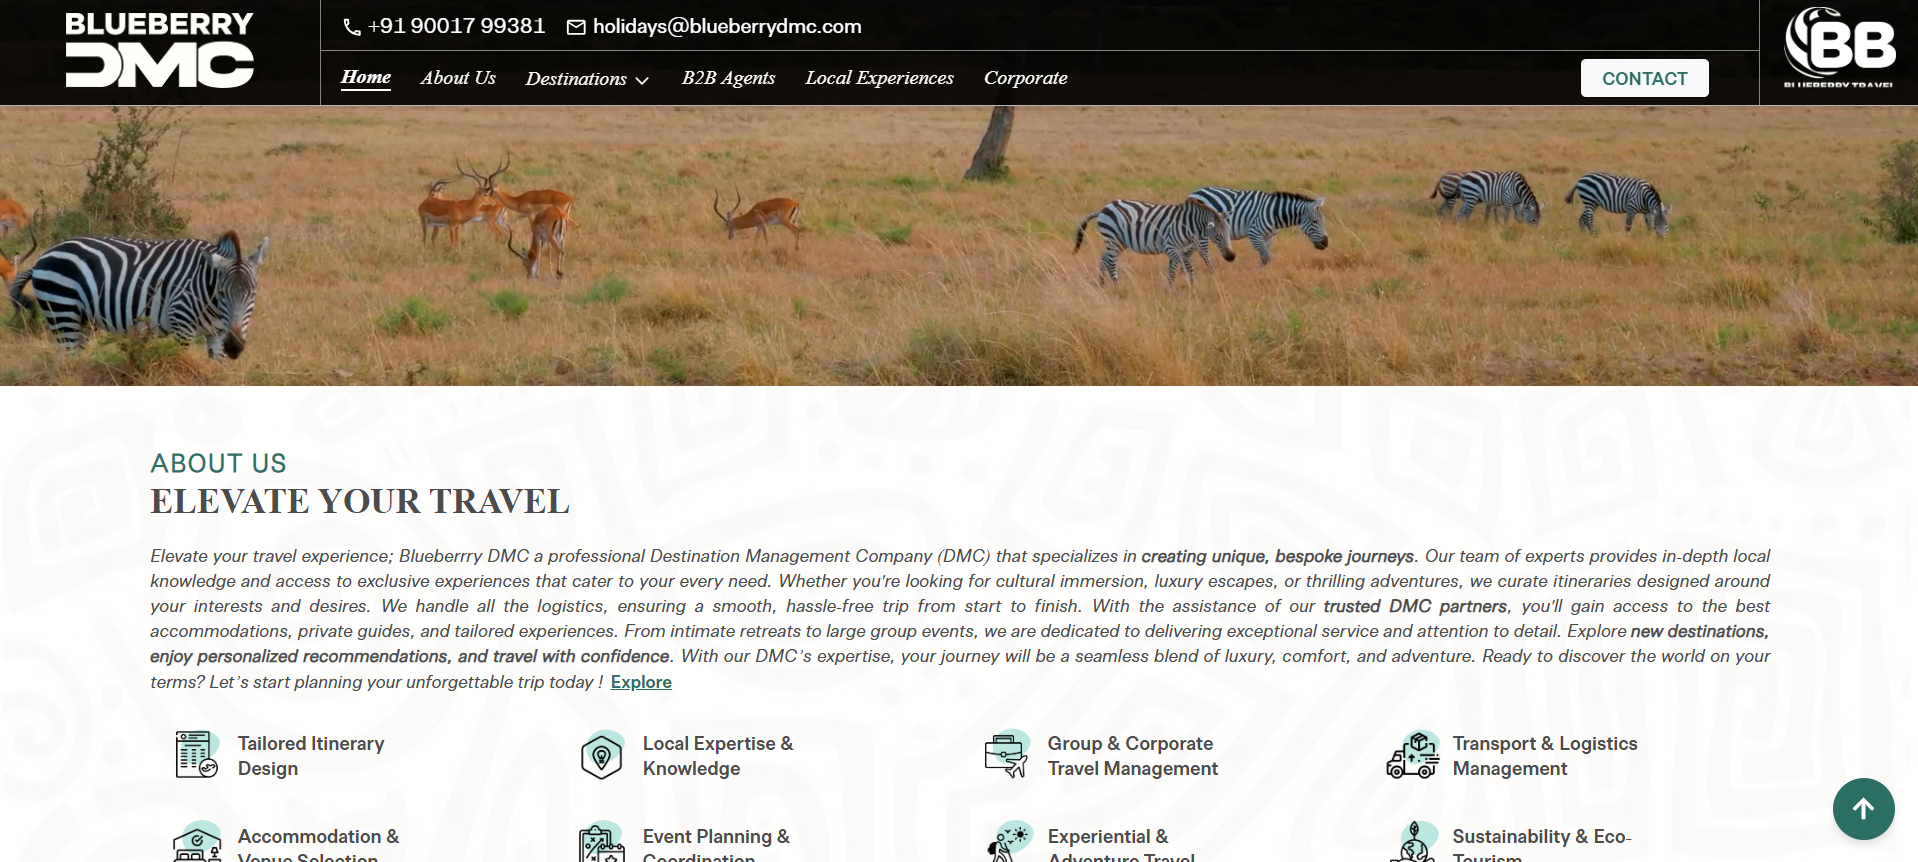 BLUEBERRY
DMC
+91 90017 99381 holidays@blueberrydmc.com
Home About Us Destinations B2B Agents Local Experiences Corporate
CONTACT
BB
BLUEBERRY TRAVEL
ABOUT US
ELEVATE YOUR TRAVEL
Elevate your travel experience; Blueberrry DMC a professional Destination Management Company (DMC) that specializes in creating unique, bespoke journeys. Our team of experts provides in-depth local
knowledge and access to exclusive experiences that cater to your every need. Whether you're looking for cultural immersion, luxury escapes, or thrilling adventures, we curate itineraries designed around
your interests and desires. We handle all the logistics, ensuring a smooth, hassle-free trip from start to finish. With the assistance of our trusted DMC partners, you'll gain access to the best
accommodations, private guides, and tailored experiences. From intimate retreats to large group events, we are dedicated to delivering exceptional service and attention to detail. Explore new destinations,
enjoy personalized recommendations, and travel with confidence. With our DMC’s expertise, your journey will be a seamless blend of luxury, comfort, and adventure. Ready to discover the world on your
terms? Let’s start planning your unforgettable trip today ! Explore
Tailored Itinerary
Design
Local Expertise &
Knowledge
Group & Corporate
Travel Management
Transport & Logistics
Management
Accommodation &
Venue Selection
Event Planning &
Coordination
Experiential &
Adventure Travel
Sustainability & Eco-
Tourism